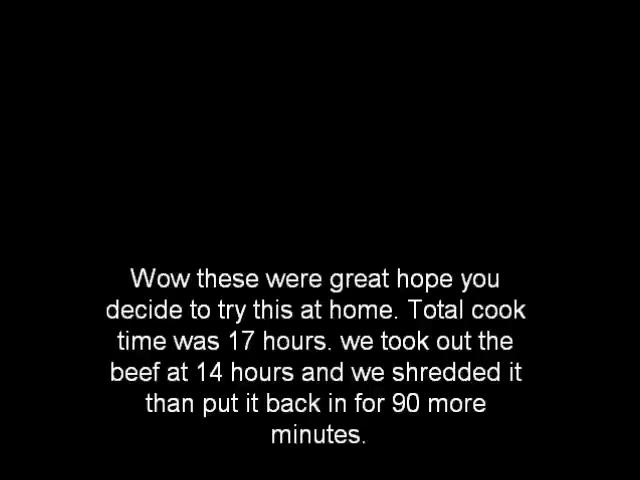 Wow these were great hope you
decide to try this at home. Total cook
time was 17 hours. we took out the
beef at 14 hours and we shredded it
than put it back in for 90 more
minutes.